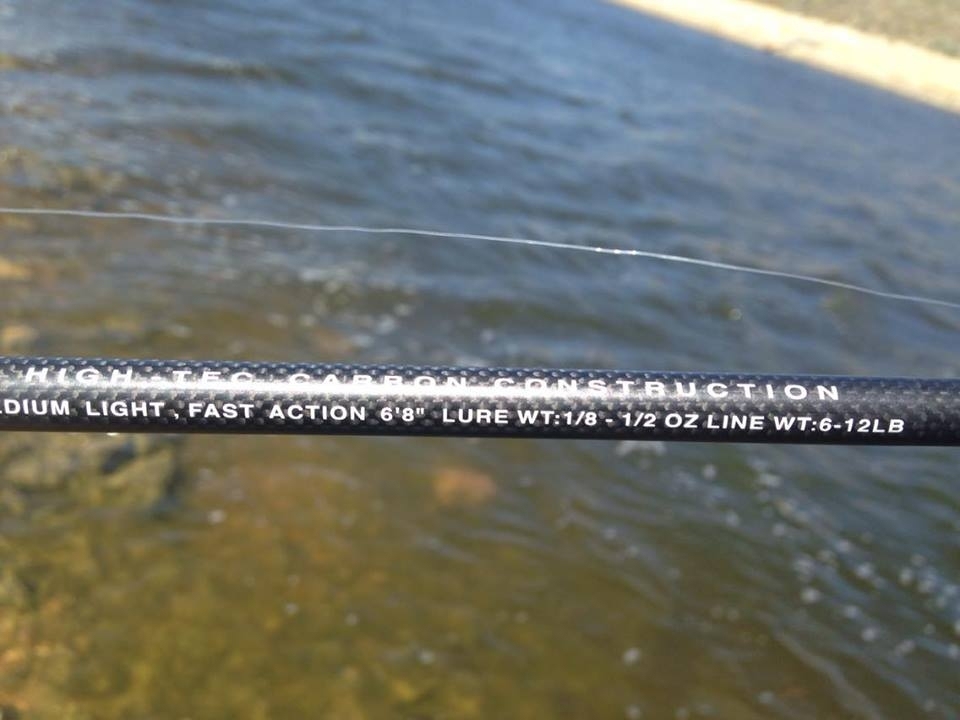 HIGH TEC CARBON CONSTRUCTION
EDIUM LIGHT, FAST ACTION 6'8" LURE WT:1/8 - 1/2 OZ LINE WT:6-12LB